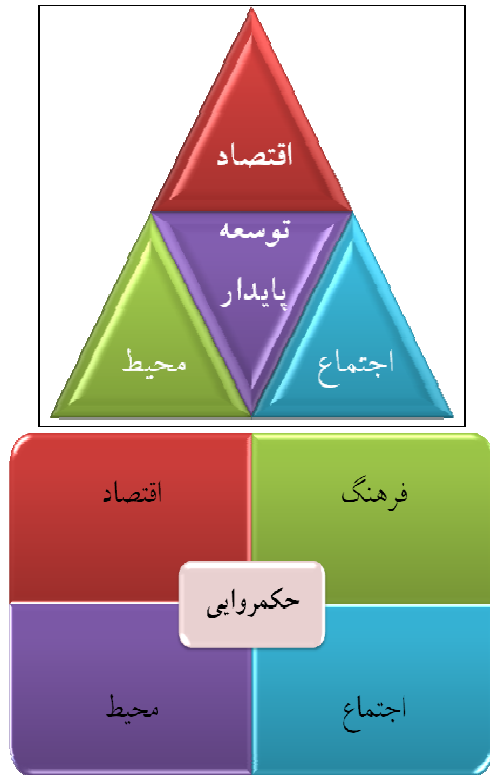 اقتصاد
توسعه
پایدار
اجتماع
محیط
فرهنگ
اقتصاد
حکمروایی
اجتماع
محیط